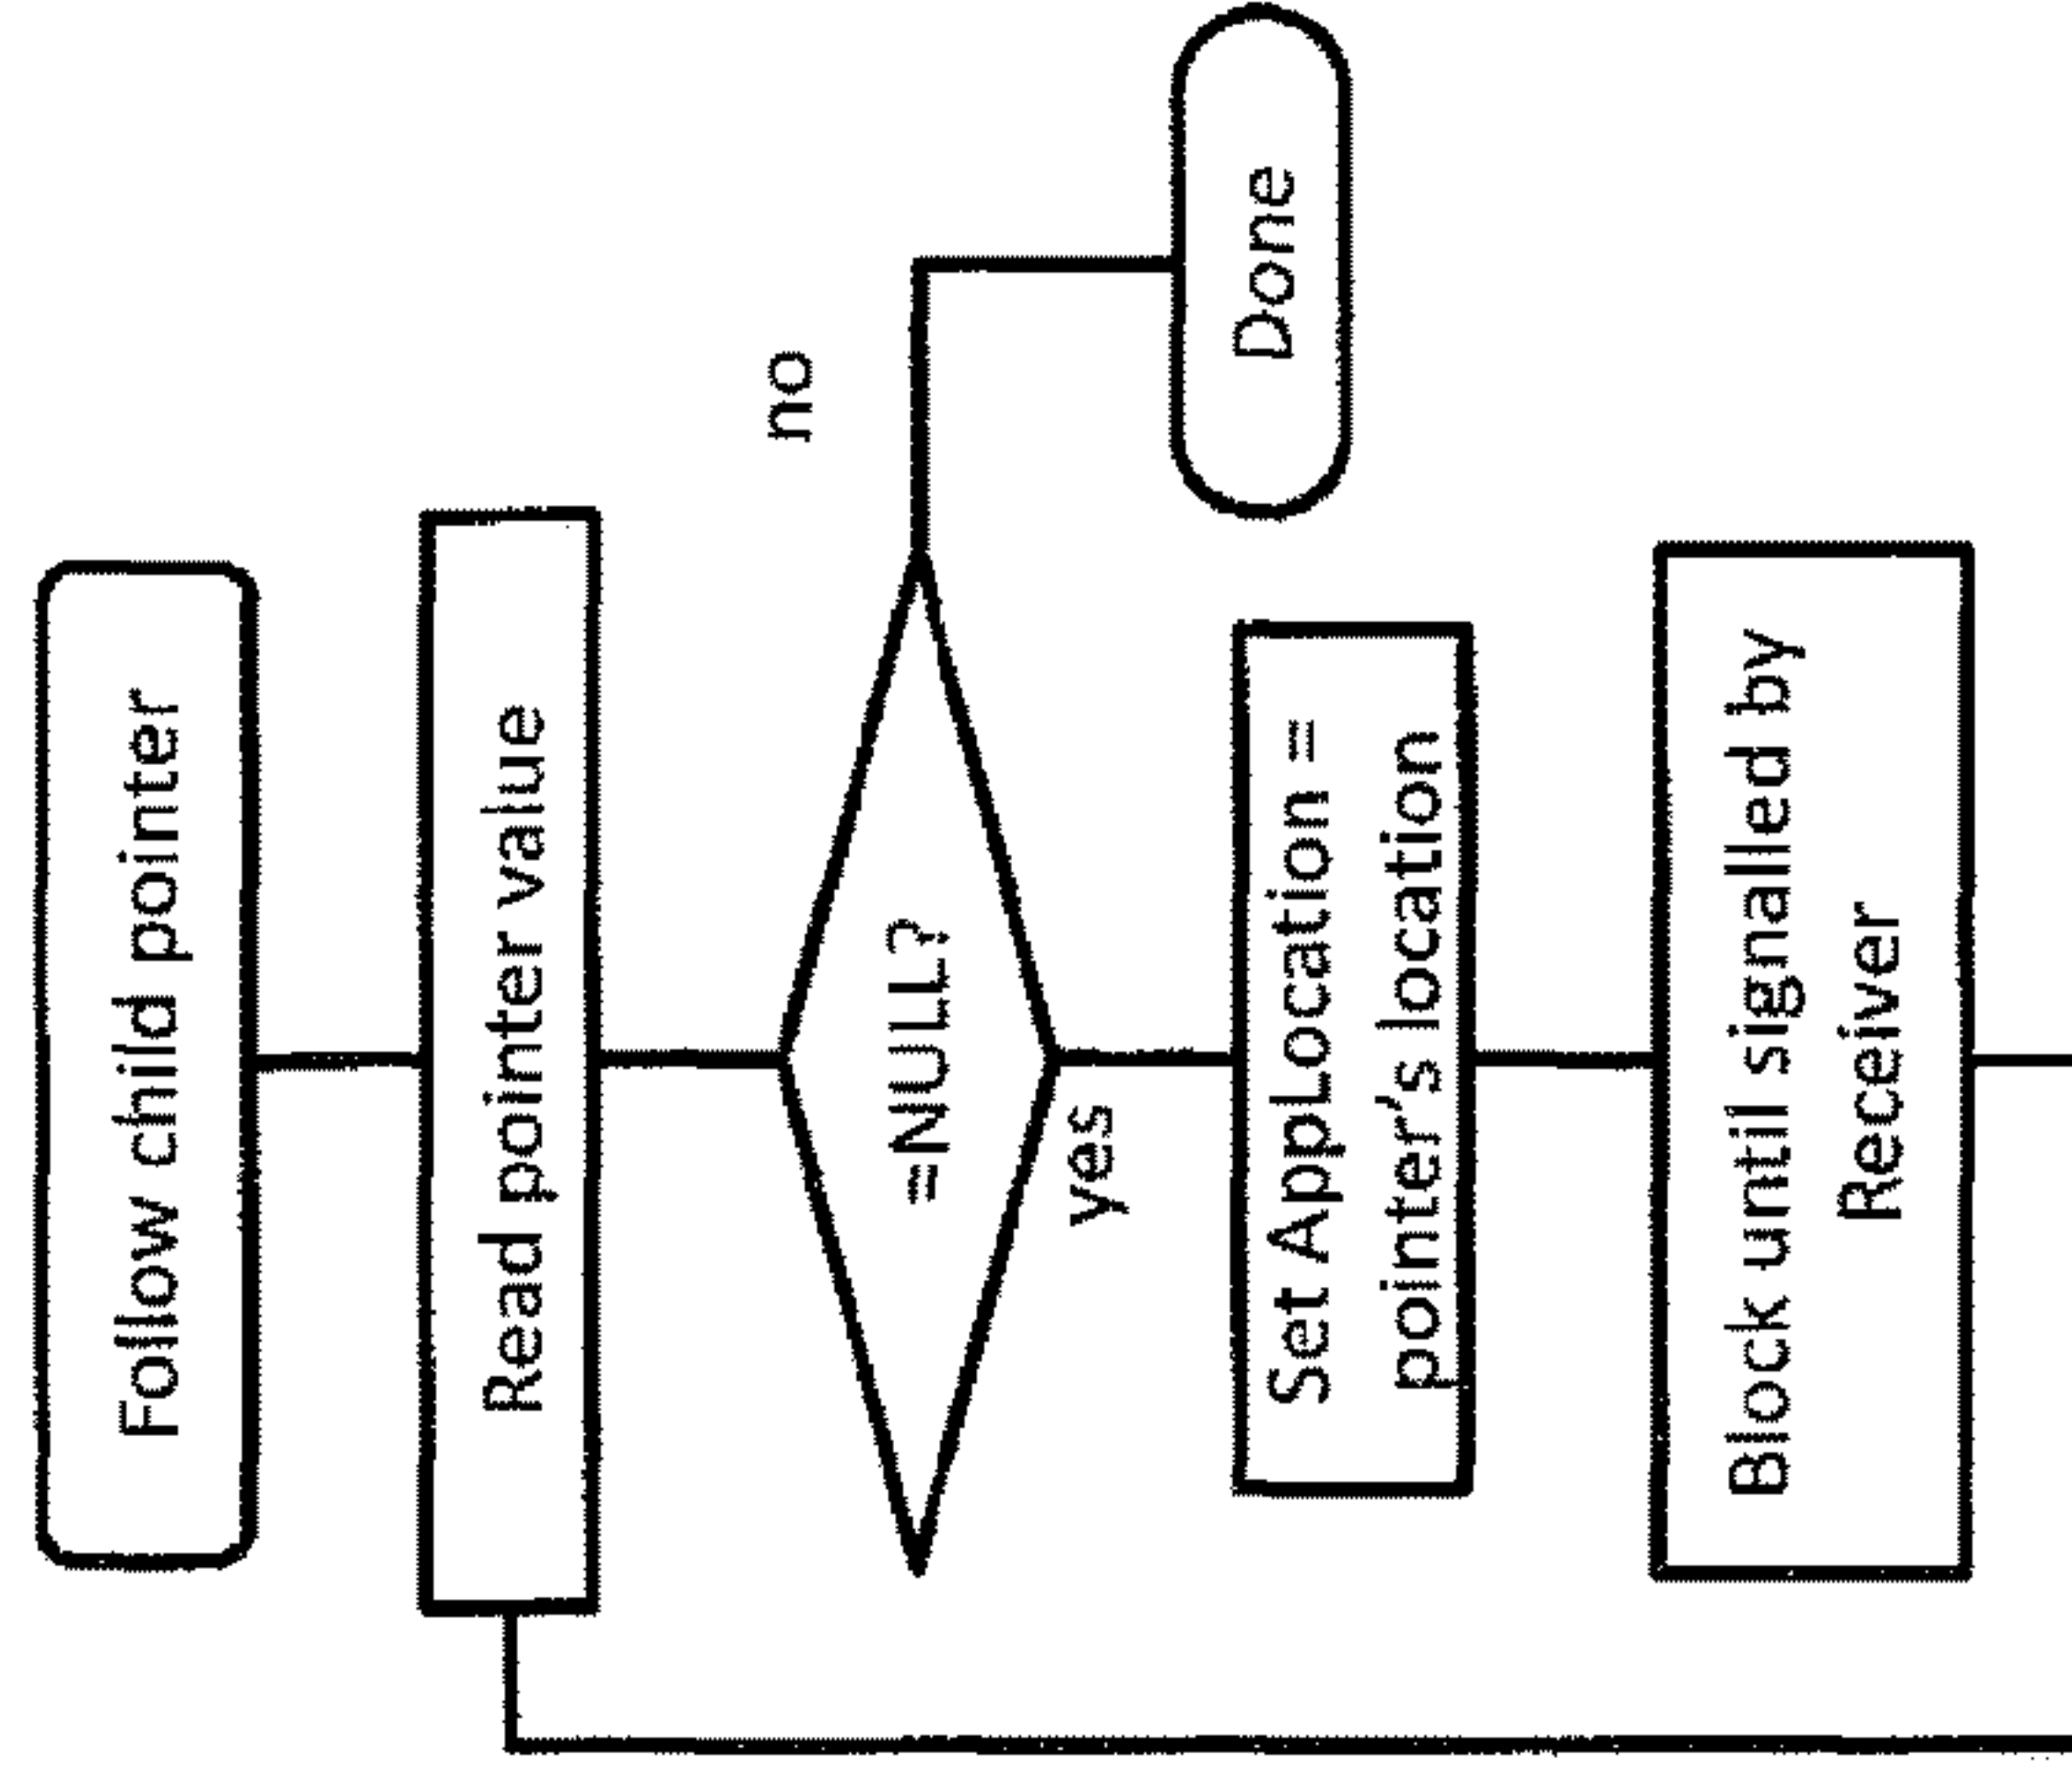 Follow child pointer
Read pointer value
=NULL?
no
yes
Done
Set AppLocation =
pointer's location
Block until signalled by
Receiver